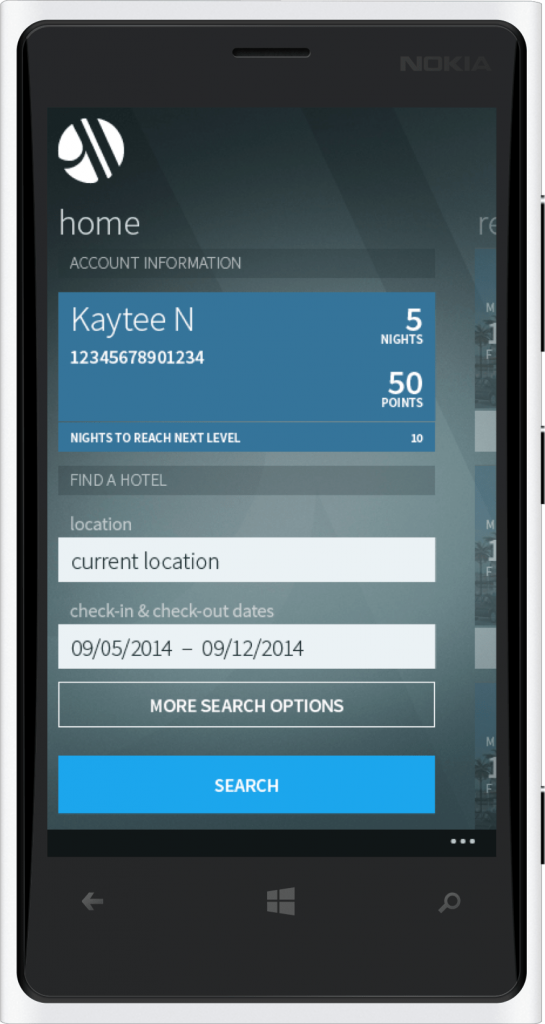 NOKIA
home
re
ACCOUNT INFORMATION
Kaytee N
5
NIGHTS
12345678901234
50
POINTS
NIGHTS TO REACH NEXT LEVEL 10
FIND A HOTEL
location
current location
check-in & check-out dates
09/05/2014 – 09/12/2014
MORE SEARCH OPTIONS
SEARCH